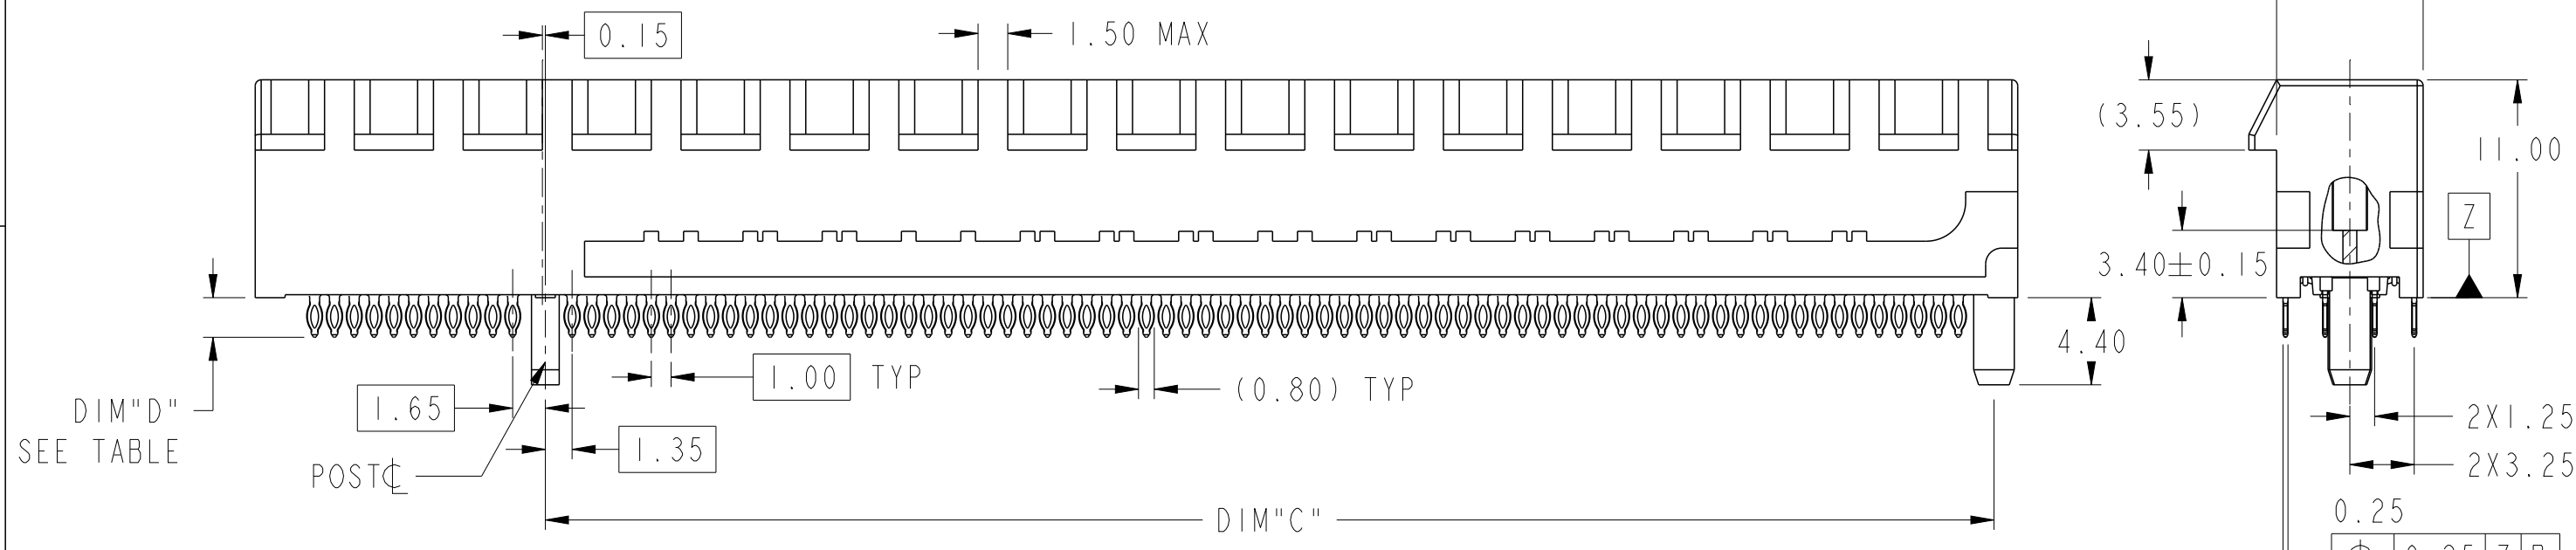 0.15
1.50 MAX
(3.55)
11.00
Z
3.40±0.15
4.40
DIM"D"
SEE TABLE
1.65
1.00 TYP
(0.80) TYP
1.35
POST℄
2X1.25
2X3.25
DIM"C"
0.25